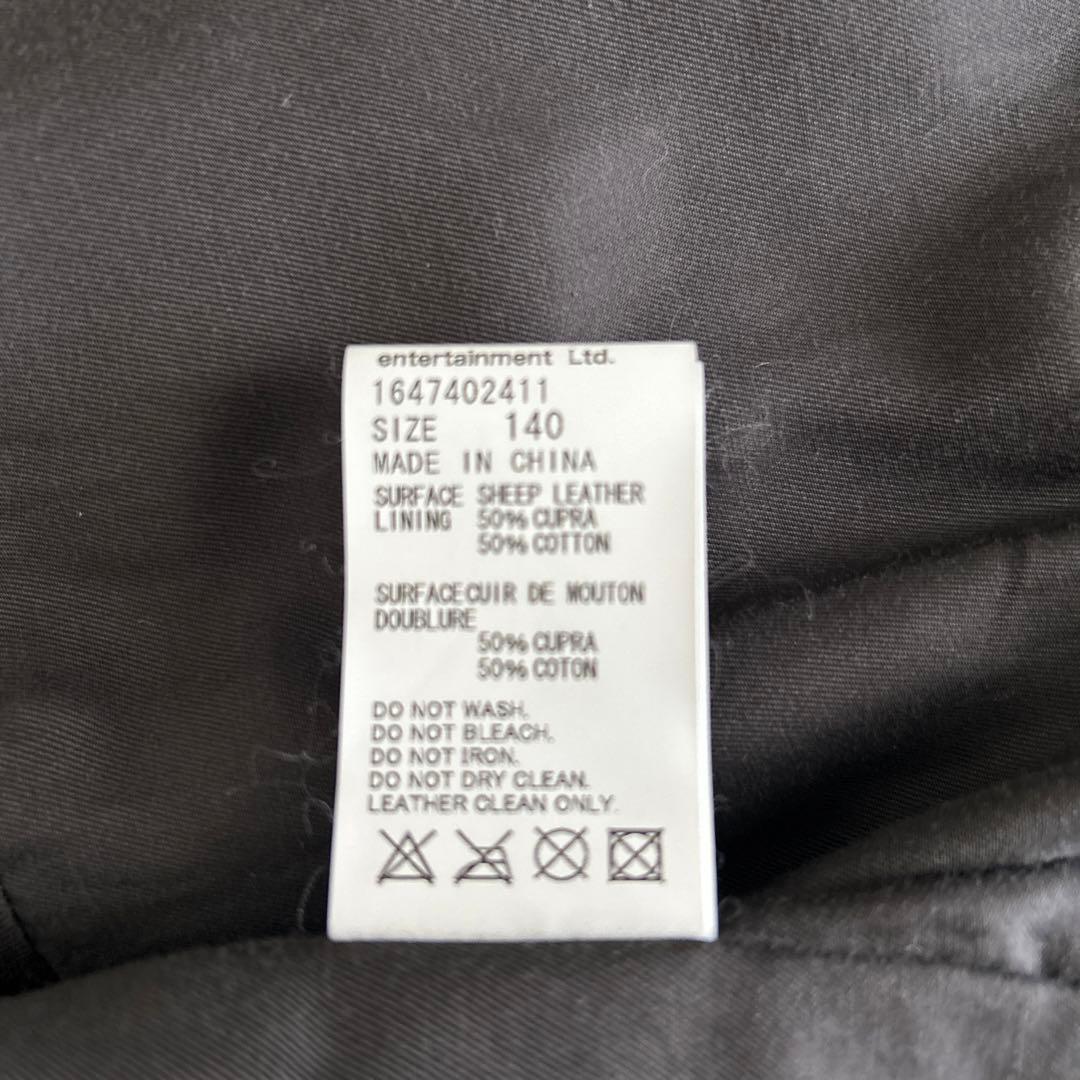 entertainment Ltd.
1647402411
SIZE 140
MADE IN CHINA
SURFACE SHEEP LEATHER
LINING 50% CUPRA
50% COTTON
SURFACE CUIR DE MOUTON
DOUBLURE
50% CUPRA
50% COTON
DO NOT WASH.
DO NOT BLEACH.
DO NOT IRON.
DO NOT DRY CLEAN.
LEATHER CLEAN ONLY.